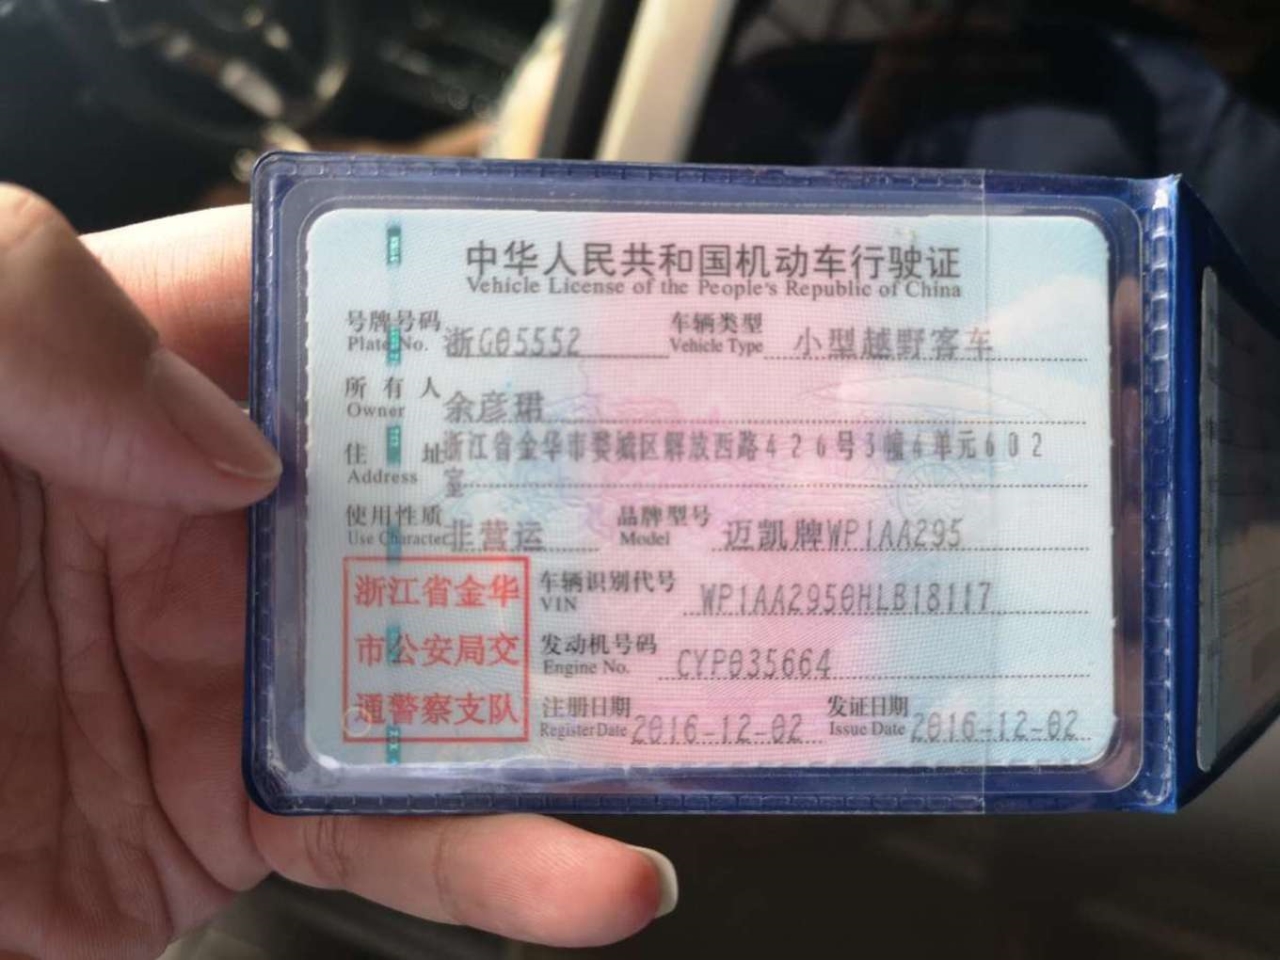 中华人民共和国机动车行驶证
Vehicle License of the People's Republic of China
号牌号码 浙G05552 车辆类型 小型越野客车
Plate No. Vehicle Type
所有人 余彦珺
Owner
住址 浙江省金华市婺城区解放西路426号3幢4单元602
Address 室
使用性质 非营运 品牌型号 迈凯牌WP1AA295
Use Character Model
浙江省金华
市公安局交
通警察支队
车辆识别代号 WP1AA2950HLB18117
VIN
发动机号码 CYP035664
Engine No.
注册日期 2016-12-02 发证日期 2016-12-02
Register Date Issue Date